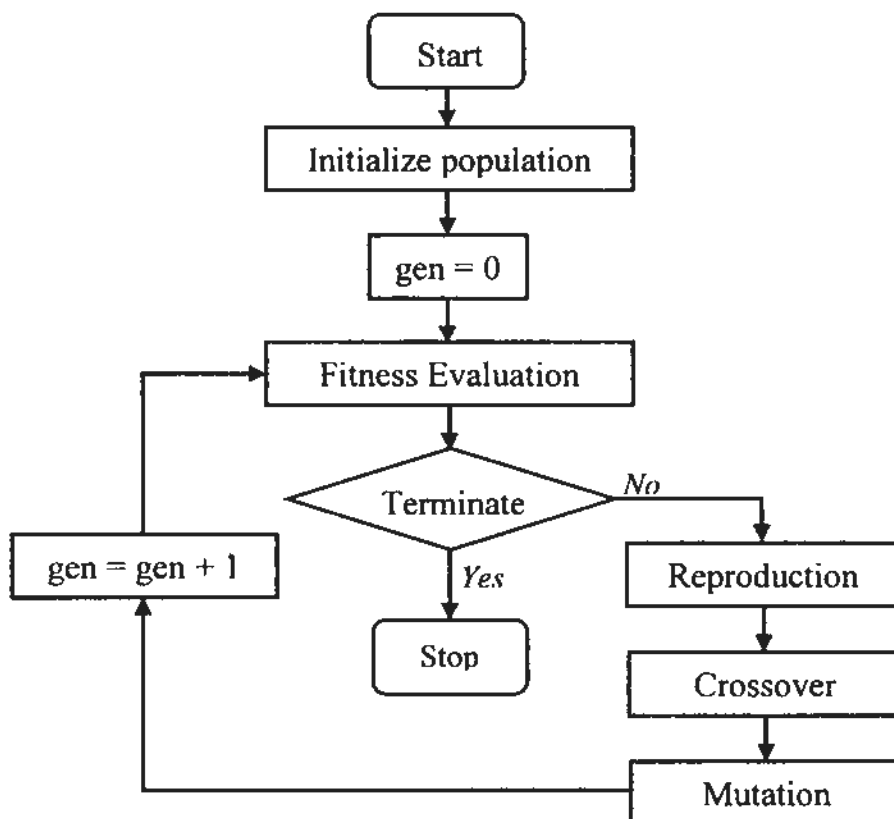 Start
Initialize population
gen = 0
Fitness Evaluation
Terminate
No
Yes
Stop
Reproduction
Crossover
Mutation
gen = gen + 1